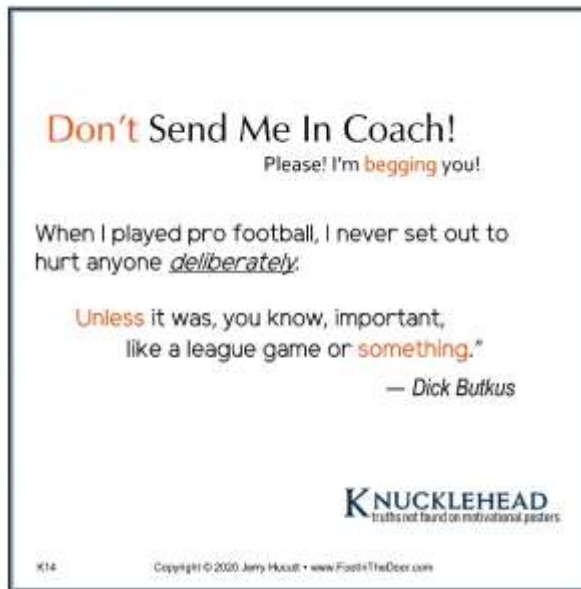 Don't Send Me In Coach!
Please! I'm begging you!
When I played pro football, I never set out to
hurt anyone deliberately.
Unless it was, you know, important,
like a league game or something."
— Dick Butkus
KNUCKLEHEAD
truths not found on motivational posters
K14 Copyright © 2020 Jerry Hucutt • www.FootInTheDoor.com